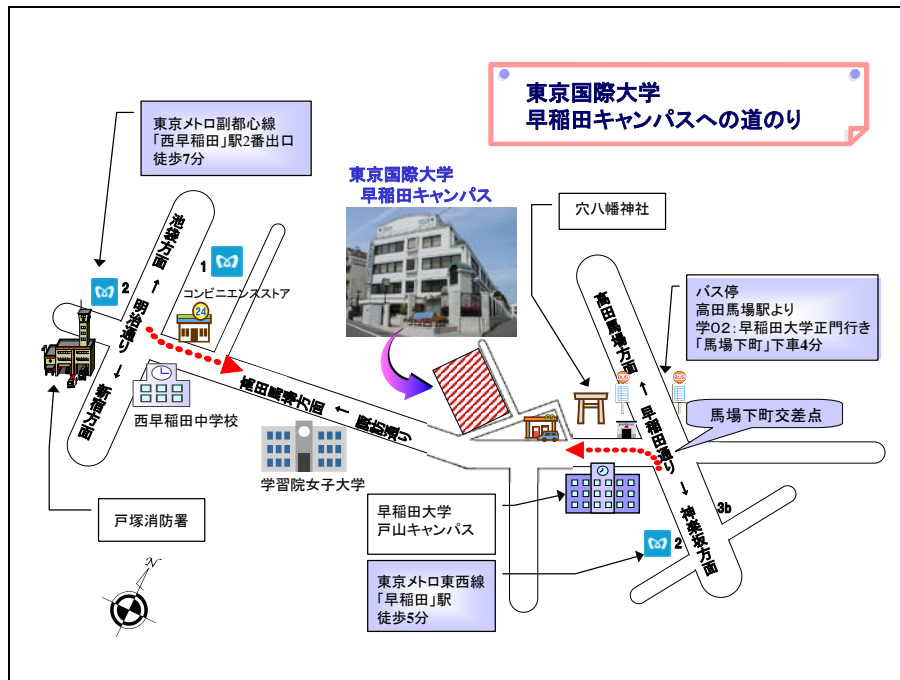 東京国際大学
早稲田キャンパスへの道のり
東京メトロ副都心線
「西早稲田」駅2番出口
徒歩7分
東京国際大学
早稲田キャンパス
穴八幡神社
バス停
高田馬場駅より
学02:早稲田大学正門行き
「馬場下町」下車4分
池袋方面 ← 明治通り → 新宿方面
2
1
コンビニエンスストア
24
西早稲田中学校
高田馬場方面 ← 諏訪通り
学習院女子大学
高田馬場方面 ← 早稲田通り → 神楽坂方面
BUS
BUS
馬場下町交差点
戸塚消防署
早稲田大学
戸山キャンパス
3b
2
東京メトロ東西線
「早稲田」駅
徒歩5分
N